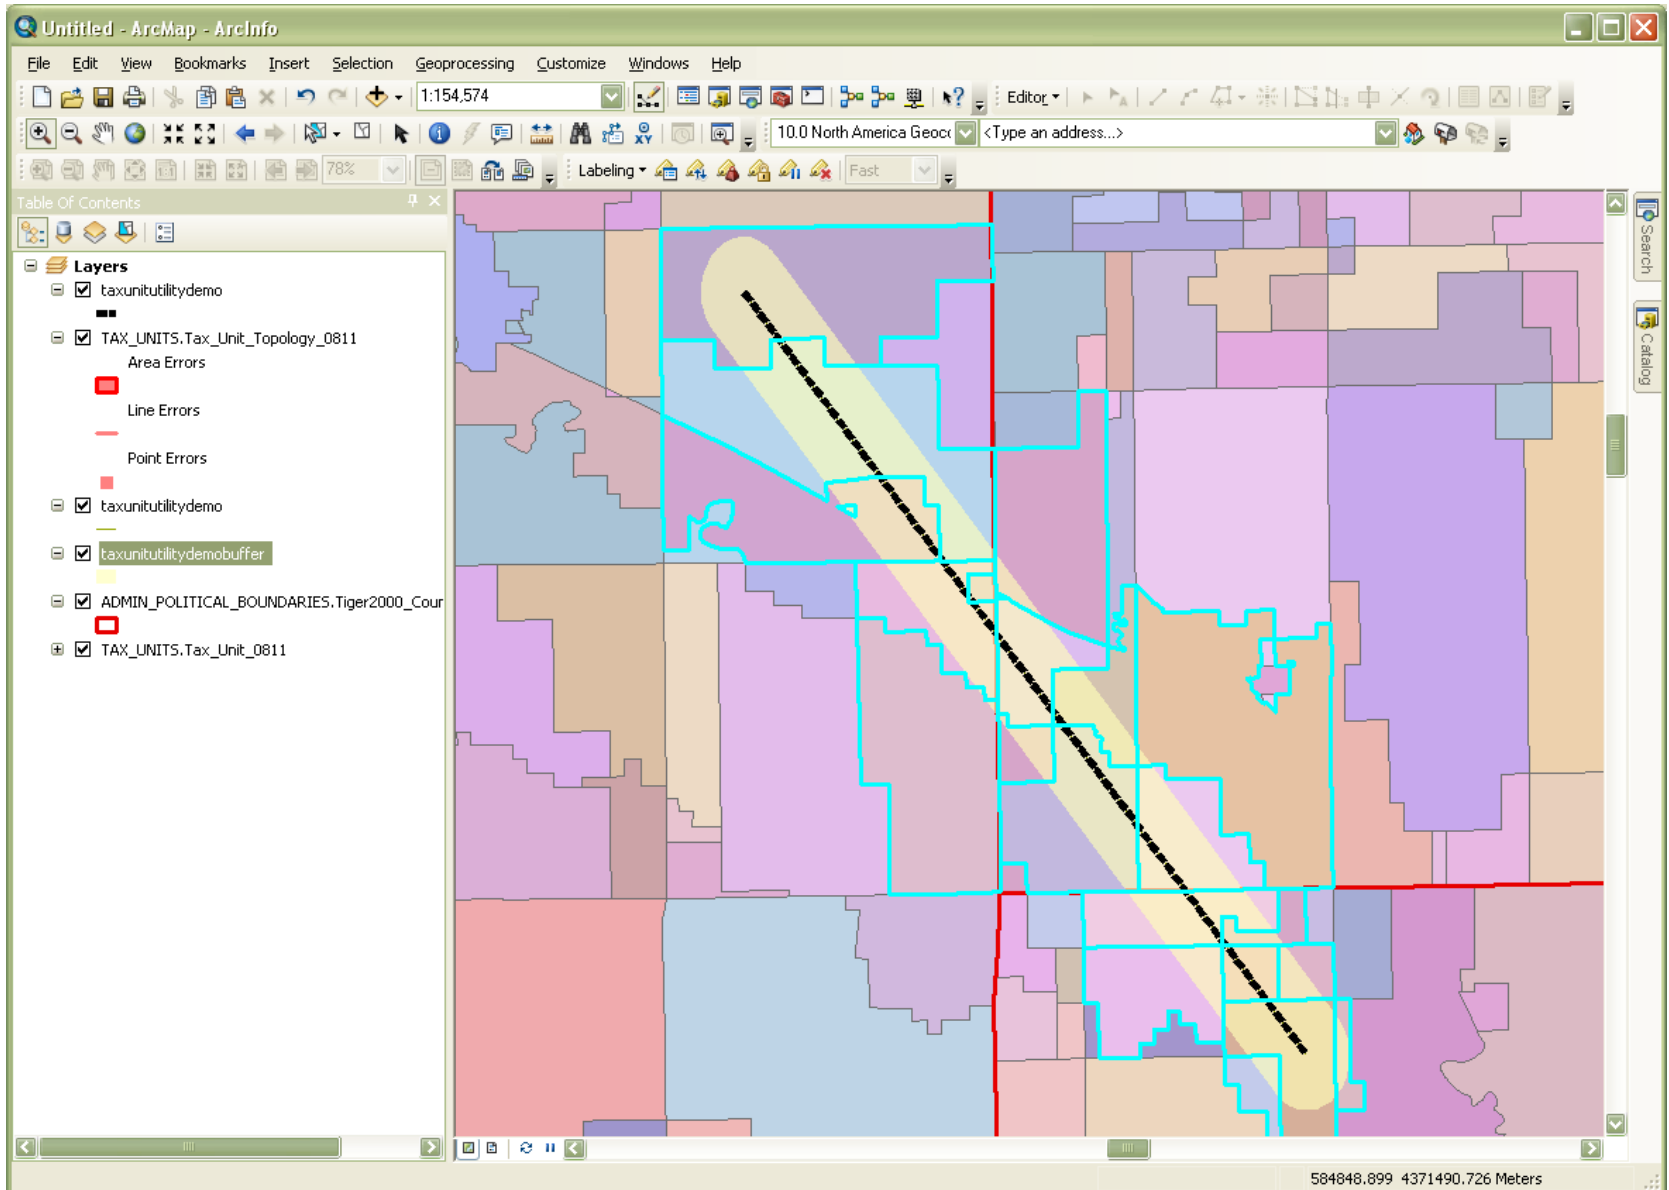 Untitled - ArcMap - ArcInfo
File Edit View Bookmarks Insert Selection Geoprocessing Customize Windows Help
1:154,574 Editor
10.0 North America Geoc <Type an address...>
78% Labeling Fast
Table Of Contents
Layers
taxunitutilitydemo
TAX_UNITS.Tax_Unit_Topology_0811
Area Errors
Line Errors
Point Errors
taxunitutilitydemo
taxunitutilitydemobuffer
ADMIN_POLITICAL_BOUNDARIES.Tiger2000_Cour
TAX_UNITS.Tax_Unit_0811
Search
Catalog
584848.899 4371490.726 Meters